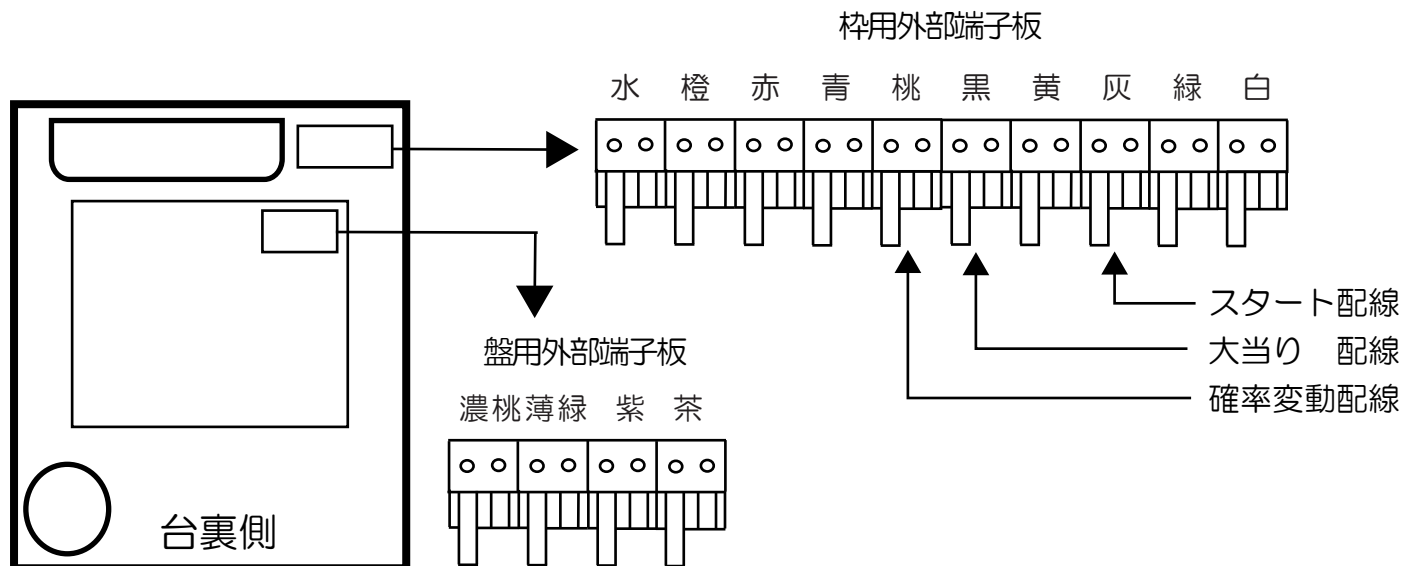 枠用外部端子板
水 橙 赤 青 桃 黒 黄 灰 緑 白
スタート配線
大当り 配線
確率変動配線
盤用外部端子板
濃桃 薄緑 紫 茶
台裏側